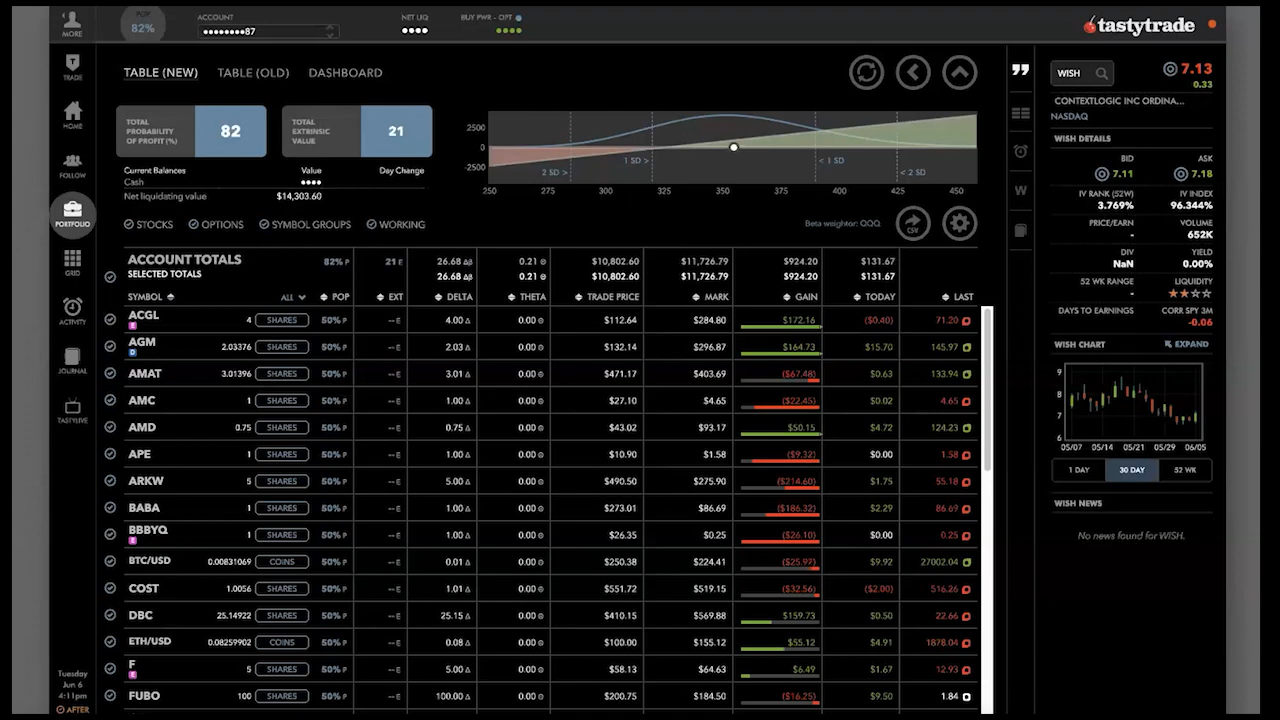 MORE
POP
82%
ACCOUNT
●●●●●●●●87
NET LIQ
●●●●
BUY PWR - OPT
●●●●
tastytrade
TRADE
HOME
FOLLOW
PORTFOLIO
GRID
ACTIVITY
JOURNAL
TASTYLIVE
Tuesday
Jun 6
4:11pm
AFTER
TABLE (NEW) TABLE (OLD) DASHBOARD
TOTAL PROBABILITY OF PROFIT (%) 82
TOTAL EXTRINSIC VALUE 21
Current Balances Value Day Change
Cash ●●●●
Net liquidating value $14,303.60
2500
0
-2500
2 SD > 1 SD > < 1 SD < 2 SD
250 275 300 325 350 375 400 425 450
STOCKS OPTIONS SYMBOL GROUPS WORKING
Beta weightor: QQQ
CSV
ACCOUNT TOTALS 82% P 21 E 26.68 Δβ 0.21 Θ $10,802.60 $11,726.79 $924.20 $131.67
SELECTED TOTALS 26.68 Δβ 0.21 Θ $10,802.60 $11,726.79 $924.20 $131.67
SYMBOL ALL POP EXT DELTA THETA TRADE PRICE MARK GAIN TODAY LAST
ACGL E 4 SHARES 50% P -- E 4.00 Δ 0.00 Θ $112.64 $284.80 $172.16 ($0.40) 71.20
AGM D 2.03376 SHARES 50% P -- E 2.03 Δ 0.00 Θ $132.14 $296.87 $164.73 $15.70 145.97
AMAT 3.01396 SHARES 50% P -- E 3.01 Δ 0.00 Θ $471.17 $403.69 ($67.48) $0.63 133.94
AMC 1 SHARES 50% P -- E 1.00 Δ 0.00 Θ $27.10 $4.65 ($22.45) $0.02 4.65
AMD 0.75 SHARES 50% P -- E 0.75 Δ 0.00 Θ $43.02 $93.17 $50.15 $4.72 124.23
APE 1 SHARES 50% P -- E 1.00 Δ 0.00 Θ $10.90 $1.58 ($9.32) $0.00 1.58
ARKW 5 SHARES 50% P -- E 5.00 Δ 0.00 Θ $490.50 $275.90 ($214.60) $1.75 55.18
BABA 1 SHARES 50% P -- E 1.00 Δ 0.00 Θ $273.01 $86.69 ($186.32) $2.29 86.69
BBBYQ E 1 SHARES 50% P -- E 1.00 Δ 0.00 Θ $26.35 $0.25 ($26.10) $0.00 0.25
BTC/USD 0.00831069 COINS 50% P -- E 0.01 Δ 0.00 Θ $250.38 $224.41 ($25.97) $9.92 27002.04
COST 1.0056 SHARES 50% P -- E 1.01 Δ 0.00 Θ $551.72 $519.15 ($32.56) ($2.00) 516.26
DBC 25.14922 SHARES 50% P -- E 25.15 Δ 0.00 Θ $410.15 $569.88 $159.73 $0.50 22.66
ETH/USD 0.08259902 COINS 50% P -- E 0.08 Δ 0.00 Θ $100.00 $155.12 $55.12 $4.91 1878.04
F E 5 SHARES 50% P -- E 5.00 Δ 0.00 Θ $58.13 $64.63 $6.49 $1.67 12.93
FUBO 100 SHARES 50% P -- E 100.00 Δ 0.00 Θ $200.75 $184.50 ($16.25) $9.50 1.84
W
WISH 7.13
0.33
CONTEXTLOGIC INC ORDINA...
NASDAQ
WISH DETAILS
BID ASK
7.11 7.18
IV RANK (52W) IV INDEX
3.769% 96.344%
PRICE/EARN VOLUME
- 652K
DIV YIELD
NaN 0.00%
52 WK RANGE LIQUIDITY
- ★★☆☆
DAYS TO EARNINGS CORR SPY 3M
-0.06
WISH CHART EXPAND
9
8
7
6
05/07 05/14 05/21 05/29 06/05
1 DAY 30 DAY 52 WK
WISH NEWS
No news found for WISH.